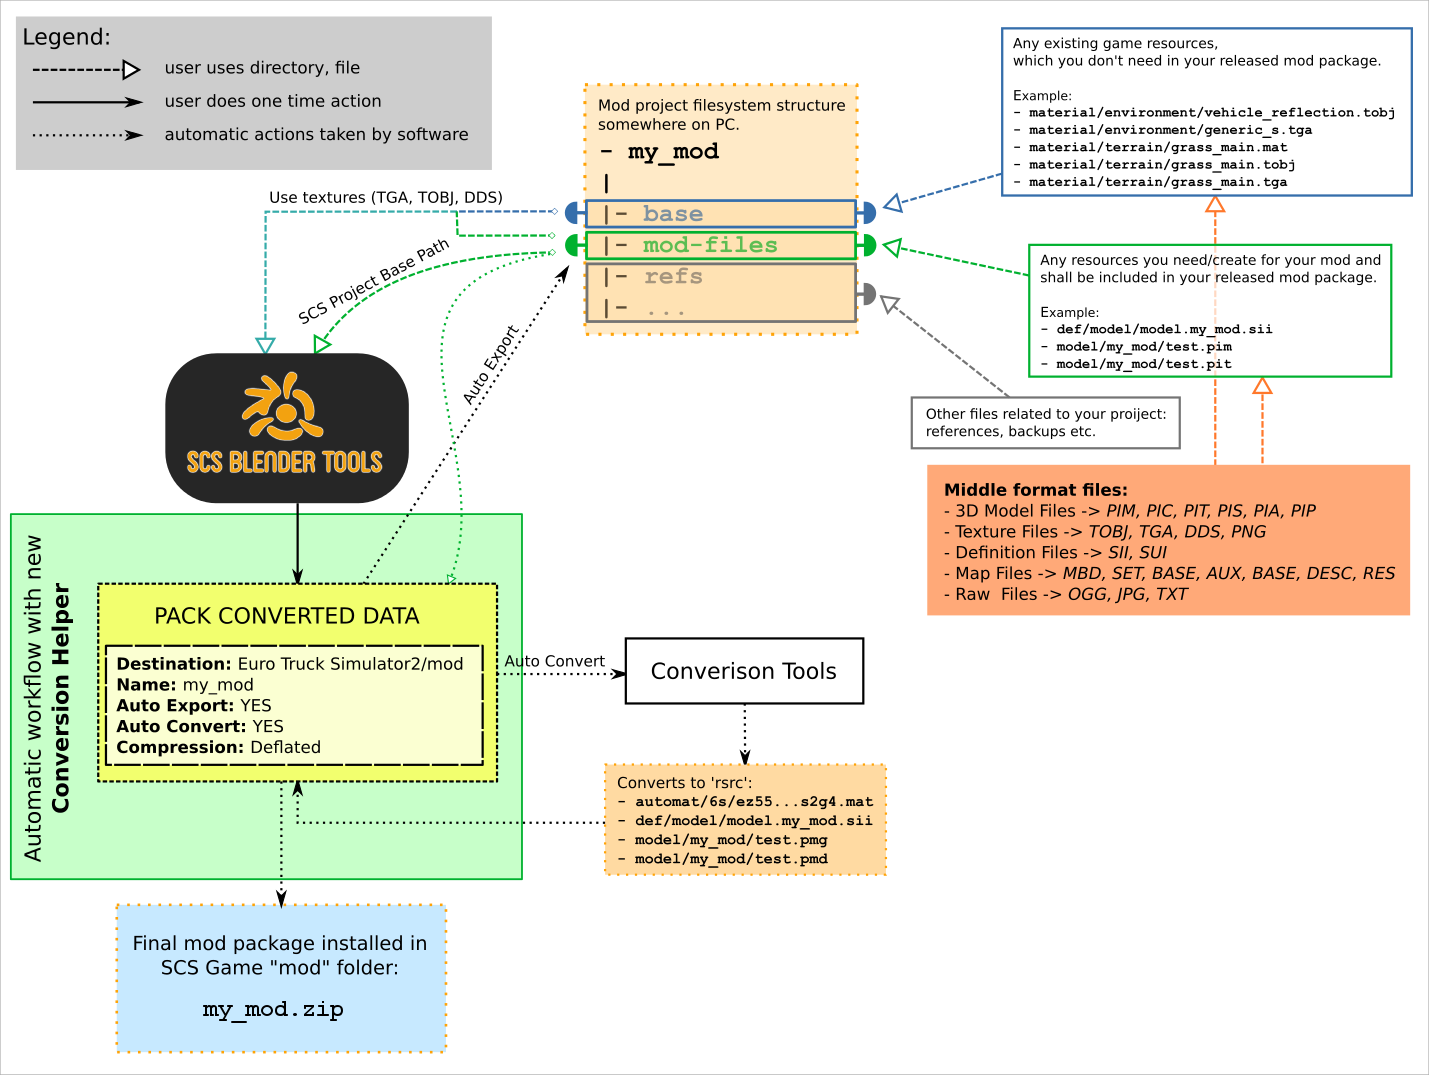 Legend:
user uses directory, file
user does one time action
automatic actions taken by software
Mod project filesystem structure
somewhere on PC.
- my_mod
|
|- base
|- mod-files
|- refs
|- ...
Any existing game resources,
which you don't need in your released mod package.
Example:
- material/environment/vehicle_reflection.tobj
- material/environment/generic_s.tga
- material/terrain/grass_main.mat
- material/terrain/grass_main.tobj
- material/terrain/grass_main.tga
Any resources you need/create for your mod and
shall be included in your released mod package.
Example:
- def/model/model.my_mod.sii
- model/my_mod/test.pim
- model/my_mod/test.pit
Other files related to your proiject:
references, backups etc.
Middle format files:
- 3D Model Files -> PIM, PIC, PIT, PIS, PIA, PIP
- Texture Files -> TOBJ, TGA, DDS, PNG
- Definition Files -> SII, SUI
- Map Files -> MBD, SET, BASE, AUX, BASE, DESC, RES
- Raw  Files -> OGG, JPG, TXT
Use textures (TGA, TOBJ, DDS)
SCS Project Base Path
Auto Export
SCS BLENDER TOOLS
Automatic workflow with new
Conversion Helper
PACK CONVERTED DATA
Destination: Euro Truck Simulator2/mod
Name: my_mod
Auto Export: YES
Auto Convert: YES
Compression: Deflated
Auto Convert
Converison Tools
Converts to 'rsrc':
- automat/6s/ez55...s2g4.mat
- def/model/model.my_mod.sii
- model/my_mod/test.pmg
- model/my_mod/test.pmd
Final mod package installed in
SCS Game "mod" folder:
my_mod.zip